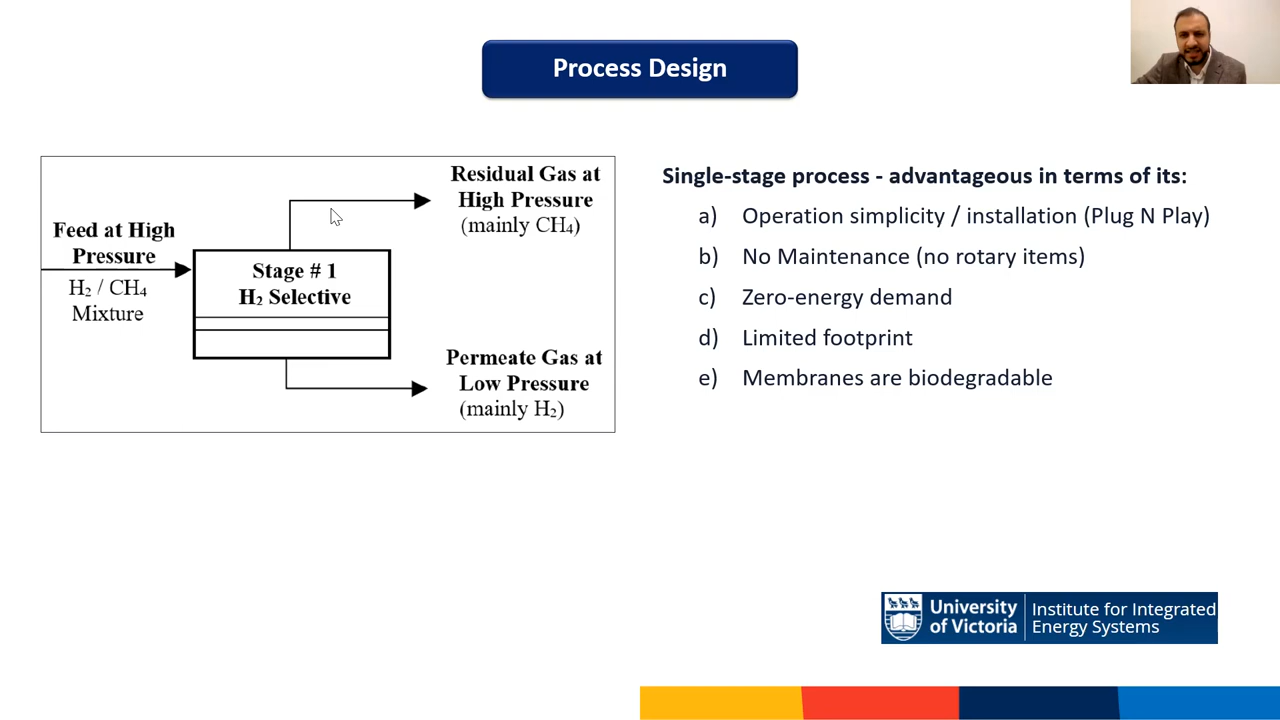 Process Design
Residual Gas at
High Pressure
(mainly CH₄)
Feed at High
Pressure
H₂ / CH₄
Mixture
Stage # 1
H₂ Selective
Permeate Gas at
Low Pressure
(mainly H₂)
Single-stage process - advantageous in terms of its:
a) Operation simplicity / installation (Plug N Play)
b) No Maintenance (no rotary items)
c) Zero-energy demand
d) Limited footprint
e) Membranes are biodegradable
University
of Victoria
Institute for Integrated
Energy Systems